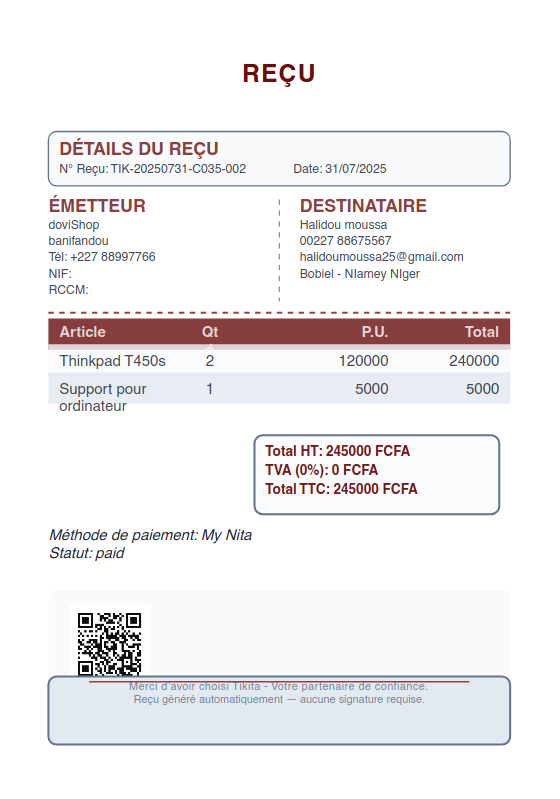 REÇU
DÉTAILS DU REÇU
N° Reçu: TIK-20250731-C035-002 Date: 31/07/2025
ÉMETTEUR
doviShop
banifandou
Tél: +227 88997766
NIF:
RCCM:
DESTINATAIRE
Halidou moussa
00227 88675567
halidoumoussa25@gmail.com
Bobiel - NIamey NIger
Article Qt P.U. Total
é
Thinkpad T450s 2 120000 240000
Support pour 1 5000 5000
ordinateur
Total HT: 245000 FCFA
TVA (0%): 0 FCFA
Total TTC: 245000 FCFA
Méthode de paiement: My Nita
Statut: paid
Merci d'avoir choisi Tikita - Votre partenaire de confiance.
Reçu généré automatiquement — aucune signature requise.